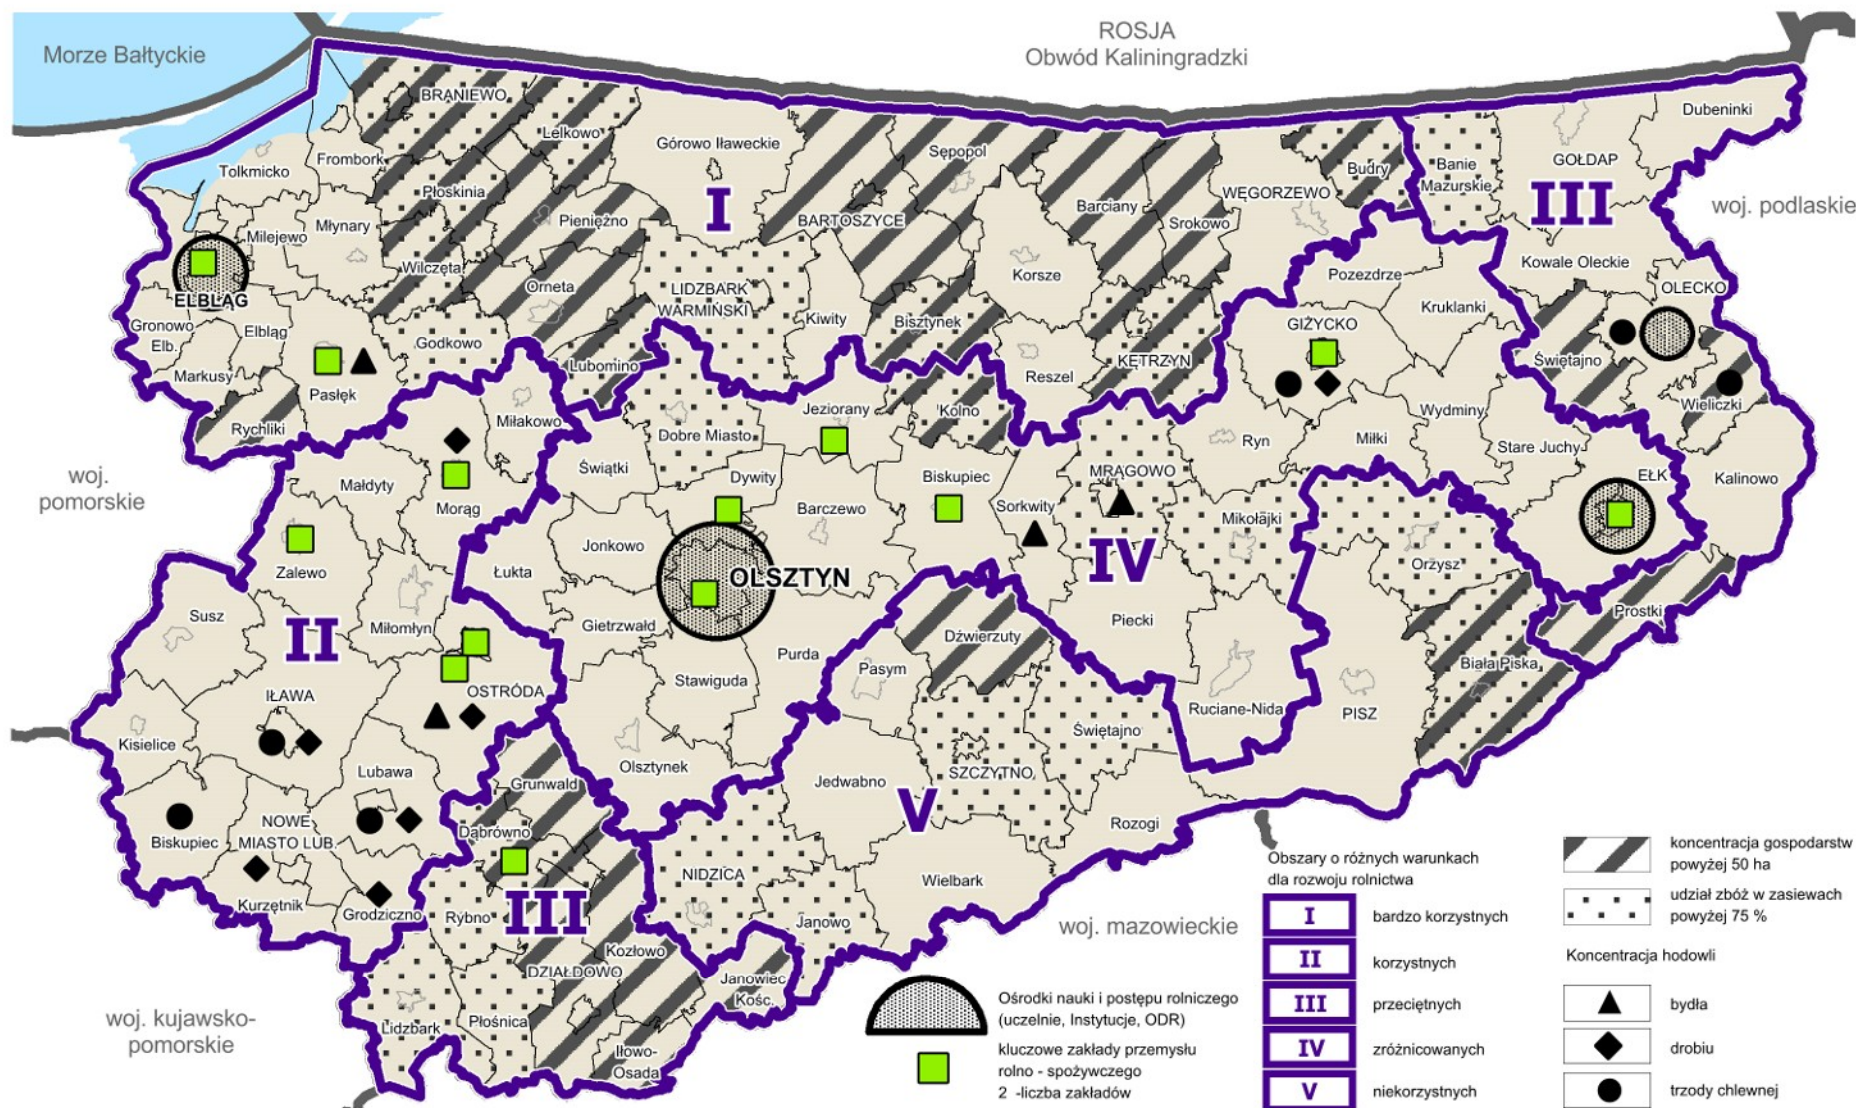 ROSJA
Obwód Kaliningradzki
Morze Bałtyckie
BRANIEWO
Lelkowo
Dubeninki
Górowo Iławeckie
Sępopol
Frombork
Tolkmicko
Płoskinia
Budry
Banie
Mazurskie
GOŁDAP
I
III
woj. podlaskie
Pieniężno
BARTOSZYCE
Barciany
Srokowo
WĘGORZEWO
Milejewo
Młynary
Wilczęta
Orneta
LIDZBARK
WARMIŃSKI
Korsze
Pozezdrze
Kowale Oleckie
Kruklanki
OLECKO
ELBLĄG
Gronowo
Elb.
Elbląg
Godkowo
Kiwity
Bisztynek
GIŻYCKO
Markusy
Pasłęk
Lubomino
Reszel
KĘTRZYN
Świętajno
Rychliki
Miłakowo
Jeziorany
Kolno
Wydminy
Wieliczki
Dobre Miasto
Ryn
Miłki
Stare Juchy
woj.
pomorskie
Małdyty
Morąg
Świątki
Dywity
Biskupiec
Sorkwity
MRĄGOWO
EŁK
Kalinowo
Barczewo
Mikołajki
Zalewo
Jonkowo
Łukta
OLSZTYN
IV
Orzysz
Susz
II
Miłomłyn
Gietrzwałd
Piecki
Prostki
Dźwierzuty
Purda
Pasym
Stawiguda
Biała Piska
IŁAWA
OSTRÓDA
Ruciane-Nida
PISZ
Kisielice
Świętajno
Olsztynek
Lubawa
Grunwald
Jedwabno
SZCZYTNO
V
Rozogi
Biskupiec
NOWE
MIASTO LUB.
Dąbrówno
NIDZICA
Wielbark
Kurzętnik
Grodziczno
Rybno
III
Janowo
Kozłowo
DZIAŁDOWO
Janowiec
Kośc.
woj. mazowieckie
woj. kujawsko-
pomorskie
Lidzbark
Płośnica
Iłowo-
Osada
Ośrodki nauki i postępu rolniczego
(uczelnie, Instytucje, ODR)
kluczowe zakłady przemysłu
rolno - spożywczego
2 -liczba zakładów
Obszary o różnych warunkach
dla rozwoju rolnictwa
I
bardzo korzystnych
II
korzystnych
III
przeciętnych
IV
zróżnicowanych
V
niekorzystnych
koncentracja gospodarstw
powyżej 50 ha
udział zbóż w zasiewach
powyżej 75 %
Koncentracja hodowli
bydła
drobiu
trzody chlewnej